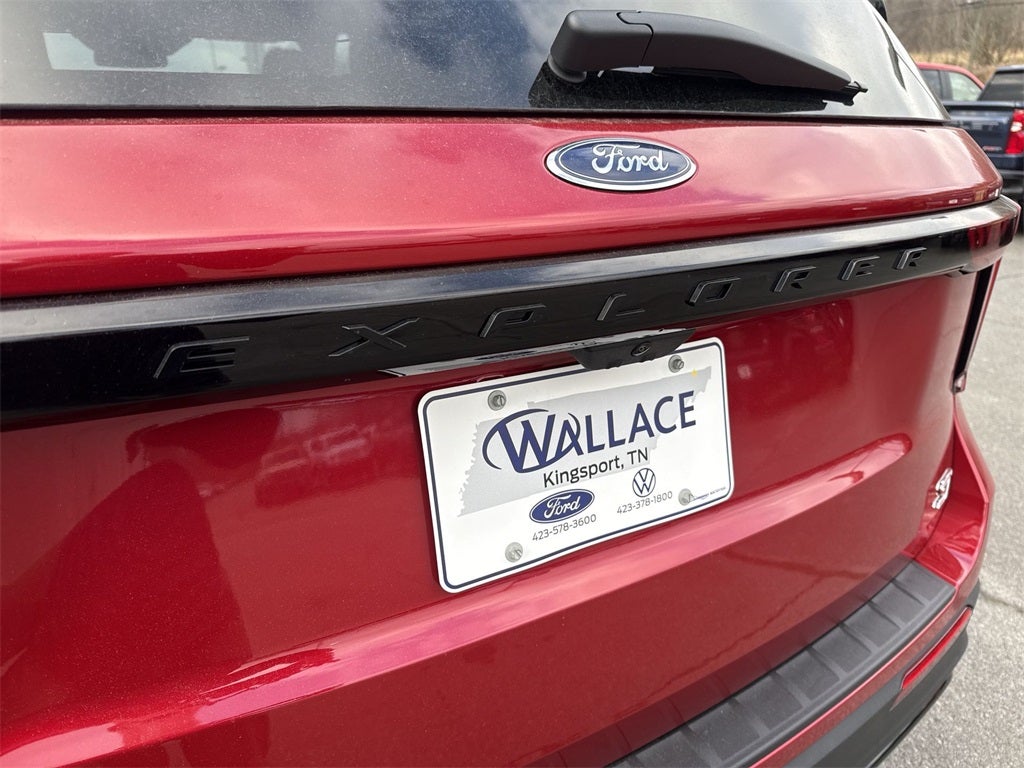 Ford
EXPLORER
WALLACE
Kingsport, TN
Ford
423-578-3600
423-378-1800